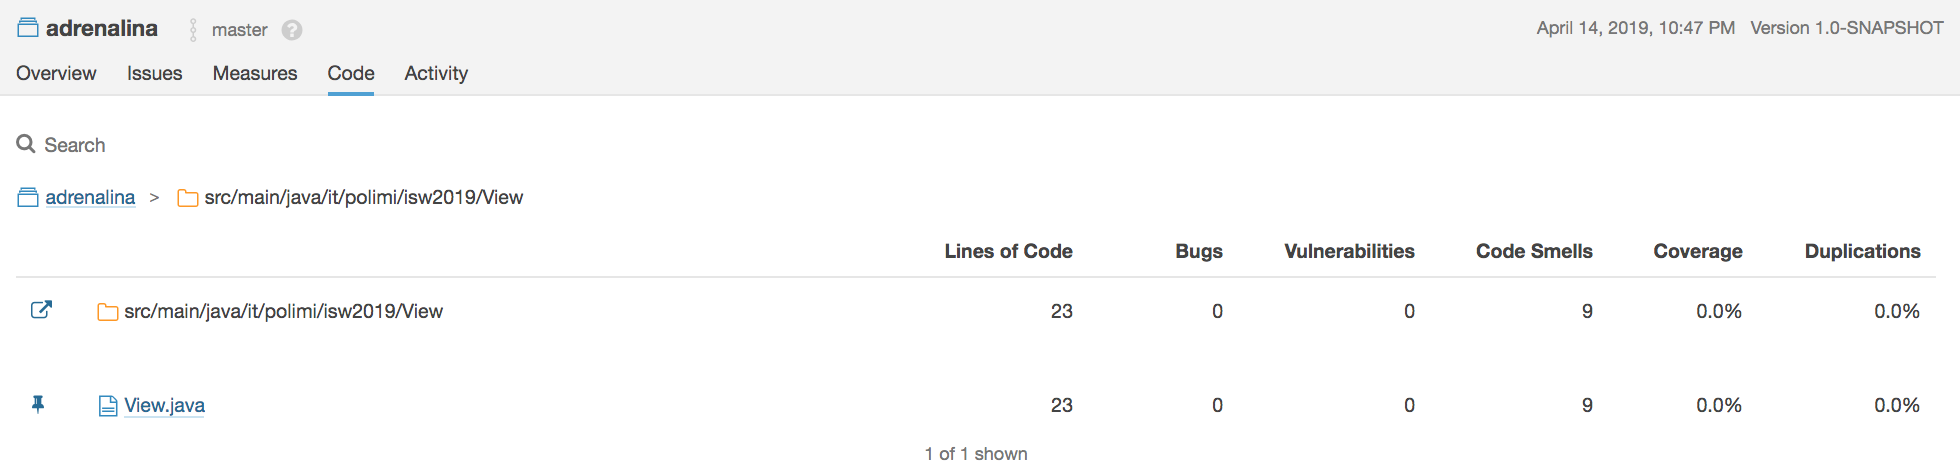 adrenalina master ? April 14, 2019, 10:47 PM Version 1.0-SNAPSHOT
Overview Issues Measures Code Activity
Search
adrenalina > src/main/java/it/polimi/isw2019/View
Lines of Code Bugs Vulnerabilities Code Smells Coverage Duplications
src/main/java/it/polimi/isw2019/View 23 0 0 9 0.0% 0.0%
View.java 23 0 0 9 0.0% 0.0%
1 of 1 shown